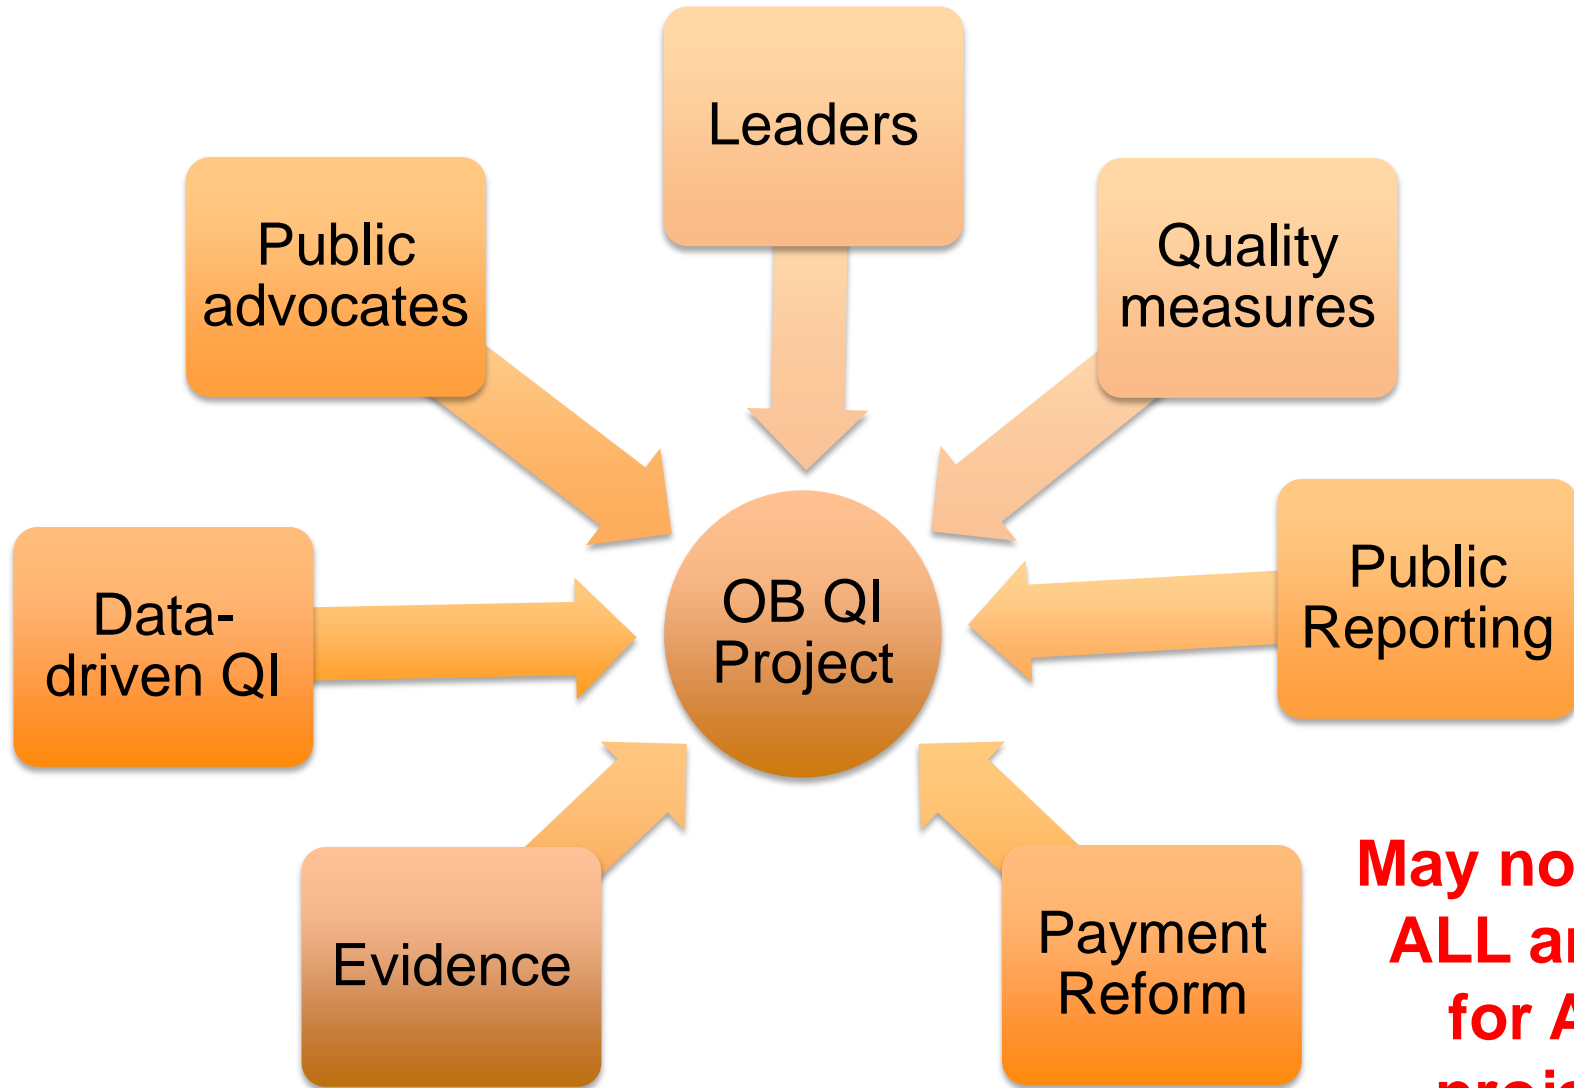 Leaders
Public
advocates
Quality
measures
Data-
driven QI
OB QI
Project
Public
Reporting
Evidence
Payment
Reform
May no
ALL a
for A